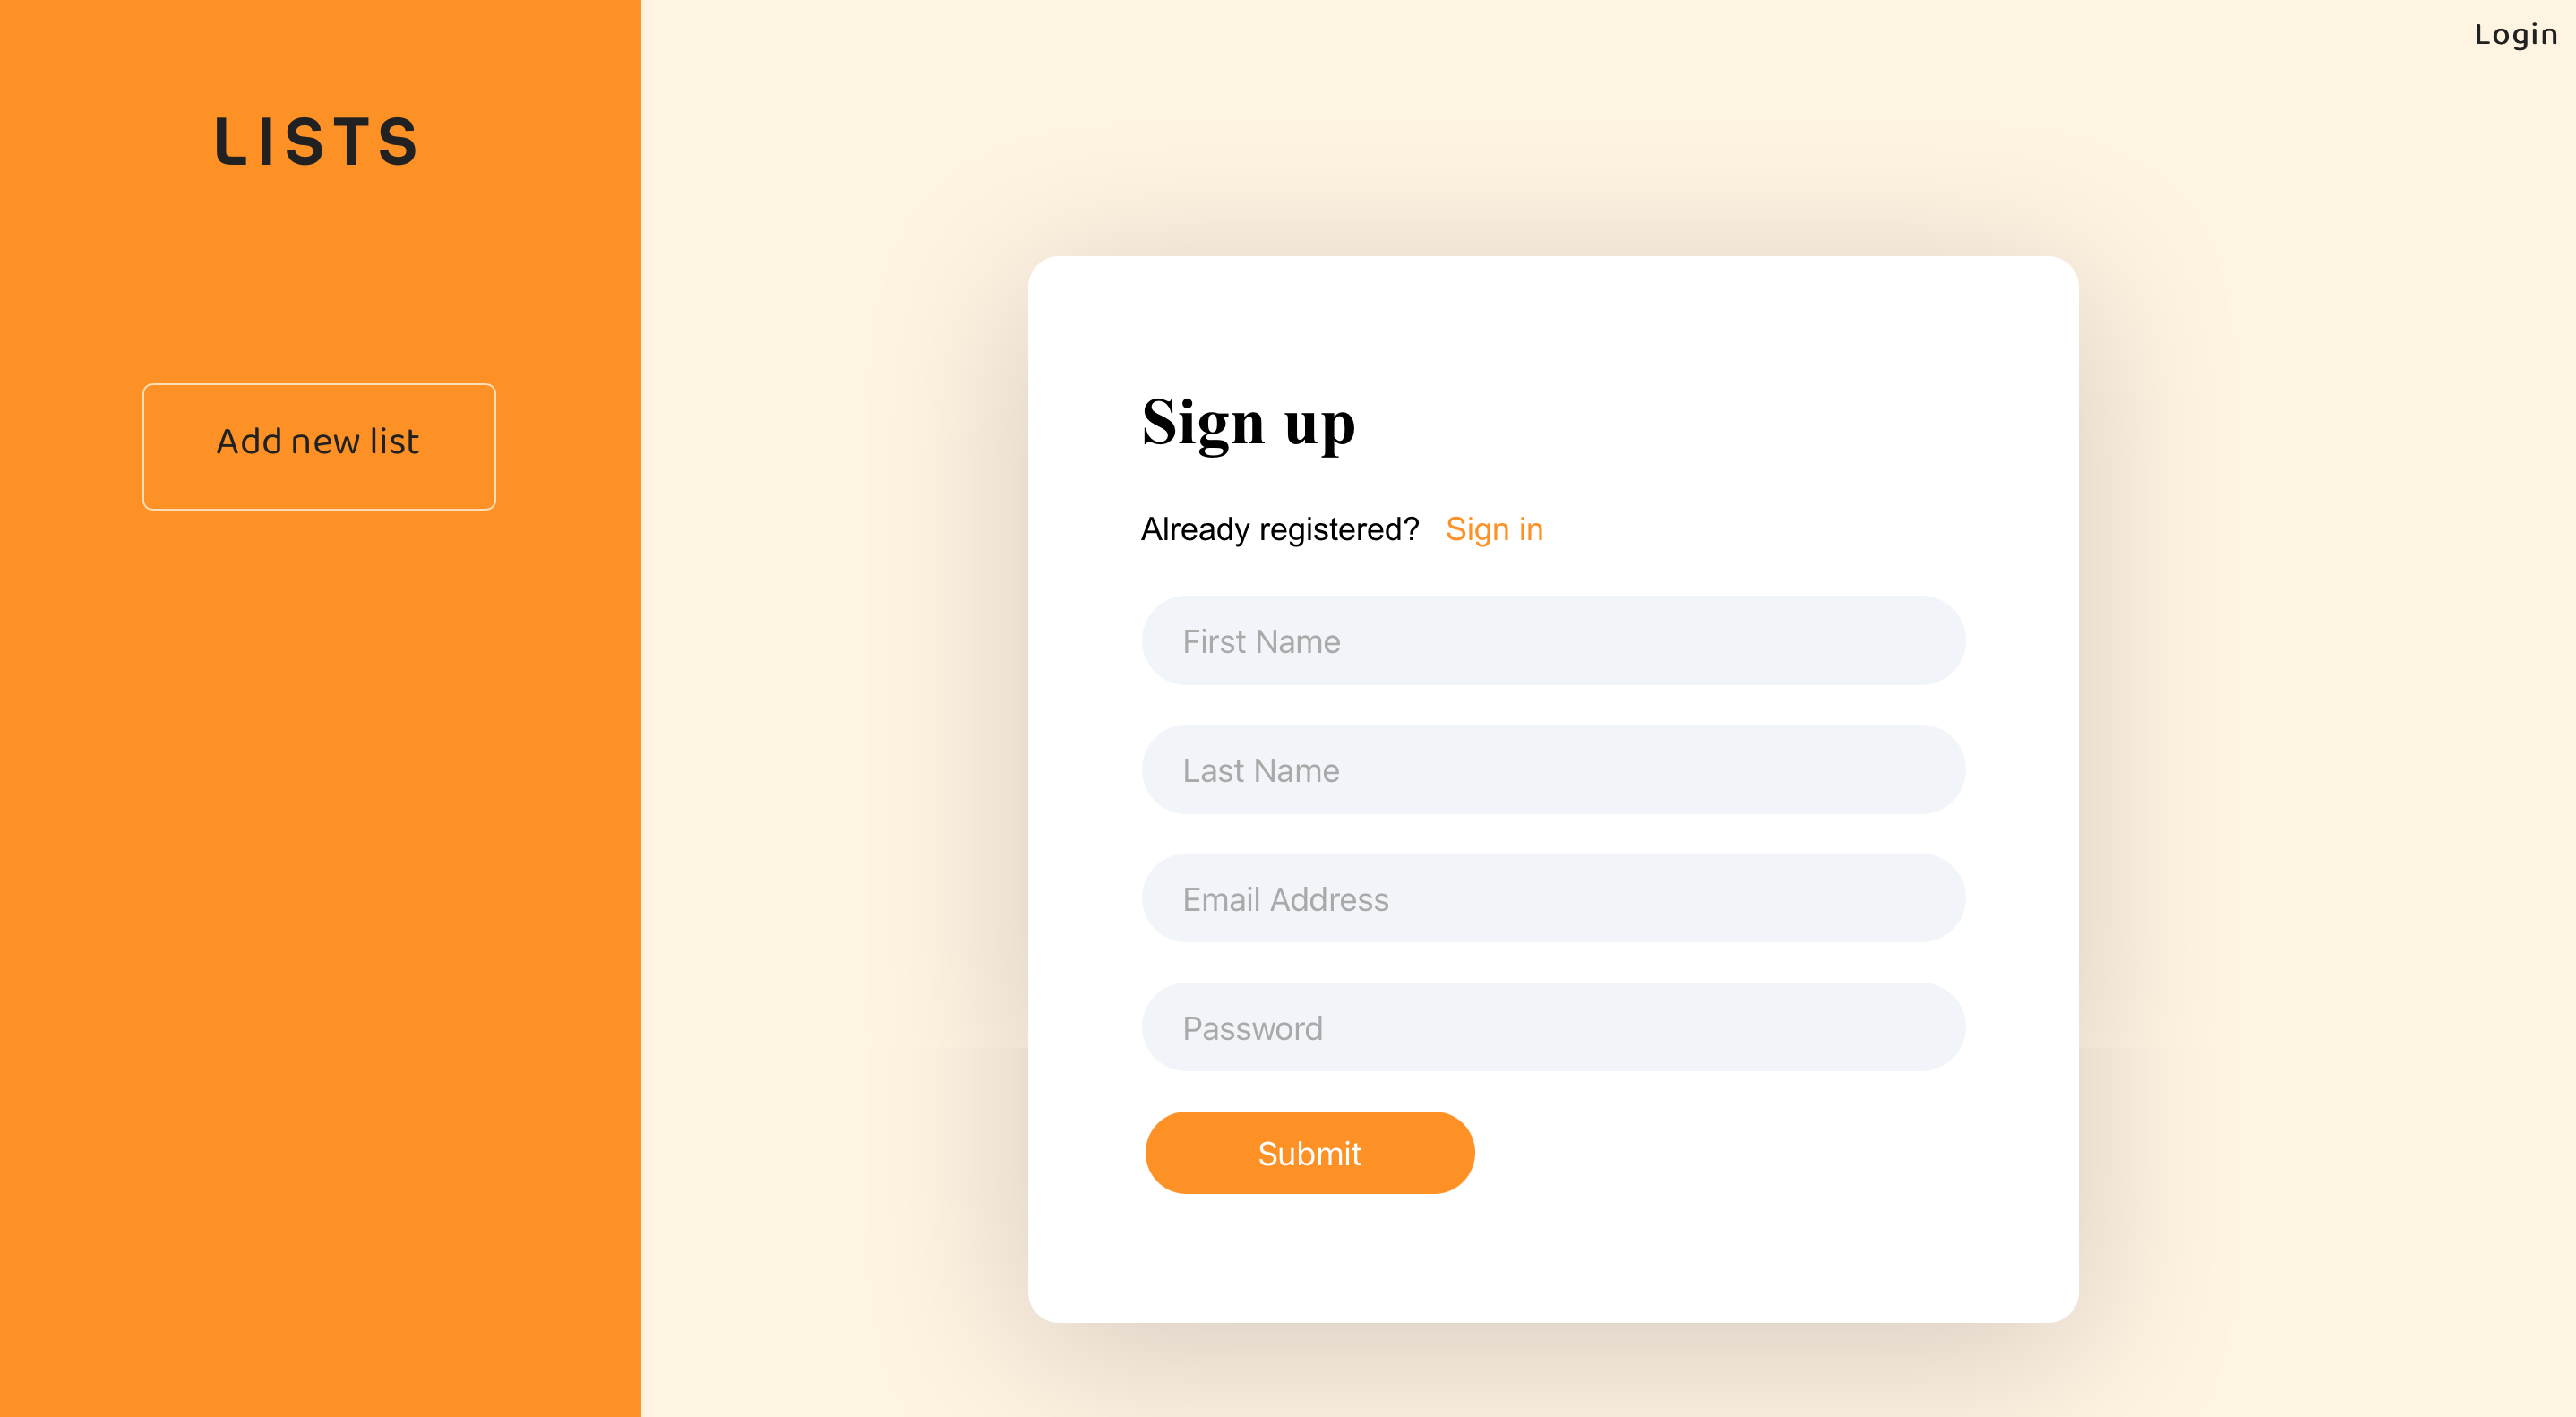 Login
LISTS
Add new list
Sign up
Already registered? Sign in
First Name
Last Name
Email Address
Password
Submit